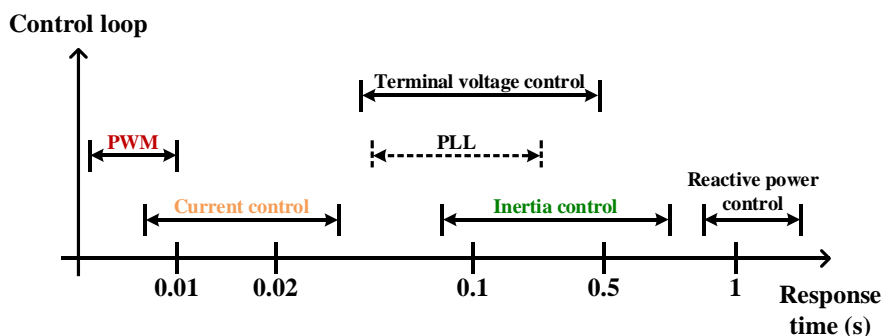 Control loop
Terminal voltage control
PWM
PLL
Reactive power
control
Current control
Inertia control
0.01
0.02
0.1
0.5
1
Response
time (s)